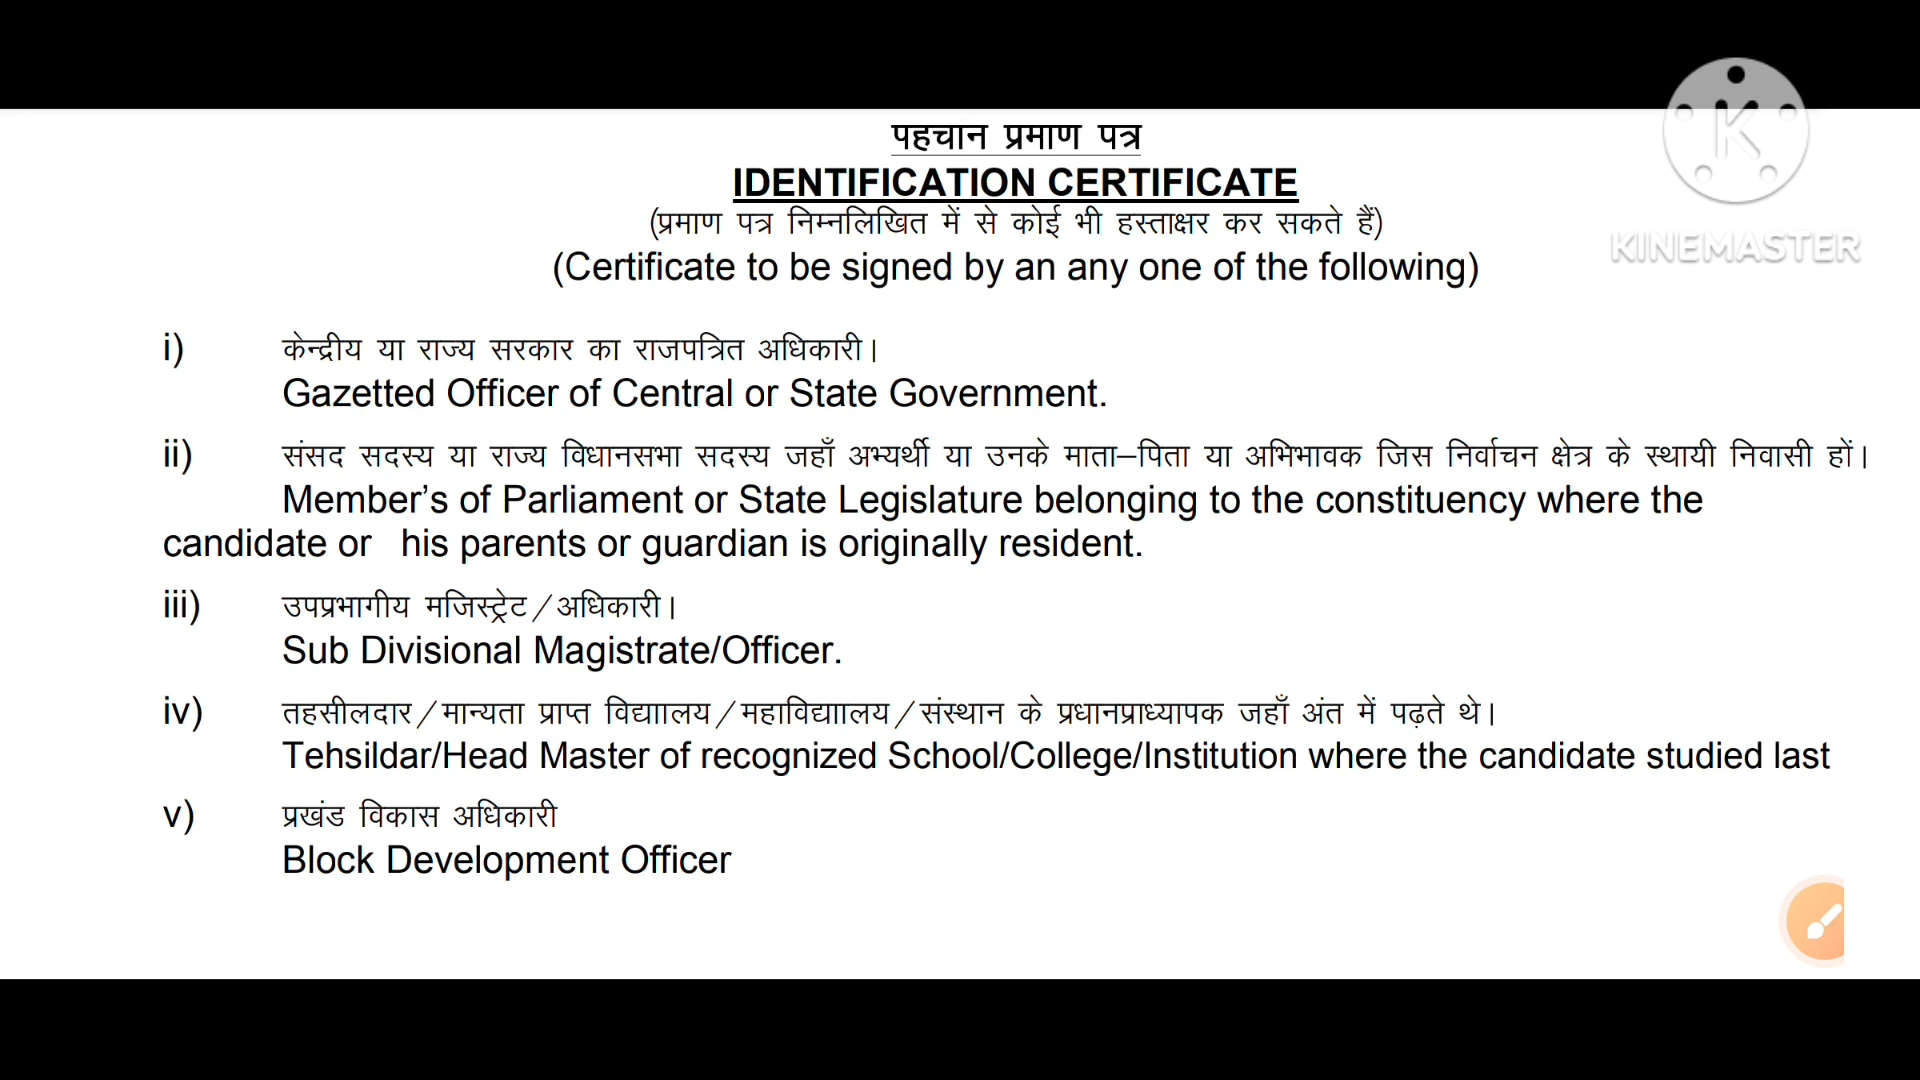 पहचान प्रमाण पत्र
IDENTIFICATION CERTIFICATE
(प्रमाण पत्र निम्नलिखित में से कोई भी हस्ताक्षर कर सकते हैं)
(Certificate to be signed by an any one of the following)
K
KINEMASTER
i) केन्द्रीय या राज्य सरकार का राजपत्रित अधिकारी।
Gazetted Officer of Central or State Government.
ii) संसद सदस्य या राज्य विधानसभा सदस्य जहाँ अभ्यर्थी या उनके माता–पिता या अभिभावक जिस निर्वाचन क्षेत्र के स्थायी निवासी हों।
Member’s of Parliament or State Legislature belonging to the constituency where the
candidate or his parents or guardian is originally resident.
iii) उपप्रभागीय मजिस्ट्रेट/अधिकारी।
Sub Divisional Magistrate/Officer.
iv) तहसीलदार/मान्यता प्राप्त विद्याालय/महाविद्याालय/संस्थान के प्रधानप्राध्यापक जहाँ अंत में पढ़ते थे।
Tehsildar/Head Master of recognized School/College/Institution where the candidate studied last
v) प्रखंड विकास अधिकारी
Block Development Officer